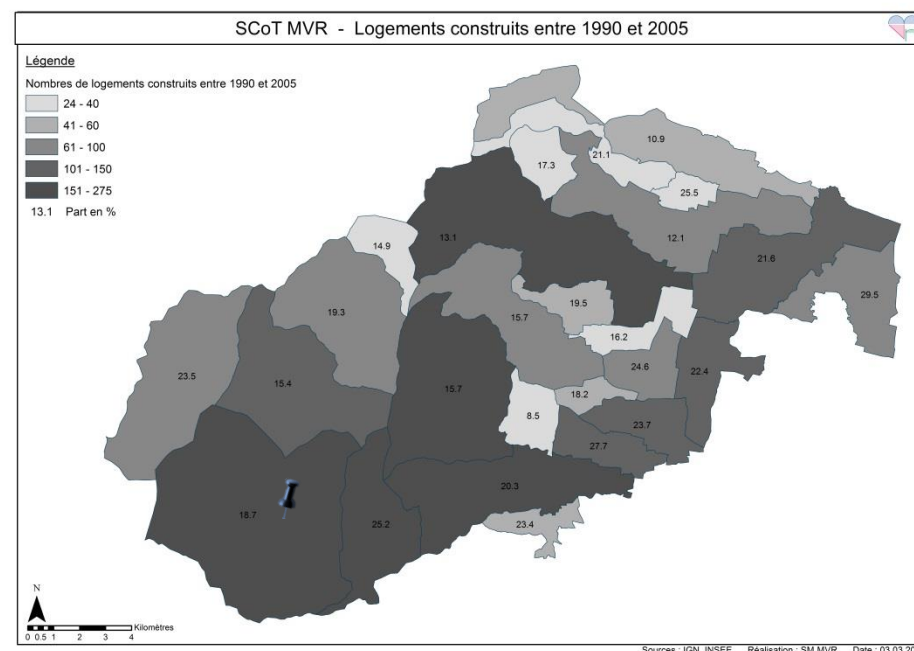 SCoT MVR - Logements construits entre 1990 et 2005
Légende
Nombres de logements construits entre 1990 et 2005
24 - 40
41 - 60
61 - 100
101 - 150
151 - 275
13.1 Part en %
10.9
21.1
17.3
25.5
12.1
13.1
14.9
21.6
29.5
19.5
19.3
15.7
16.2
24.6
22.4
23.5
15.4
15.7
18.2
8.5
23.7
27.7
20.3
18.7
25.2
23.4
N
0 0.5 1 2 3 4 Kilomètres
Sources : IGN, INSEE Réalisation : SM MVR Date : 03.03.20